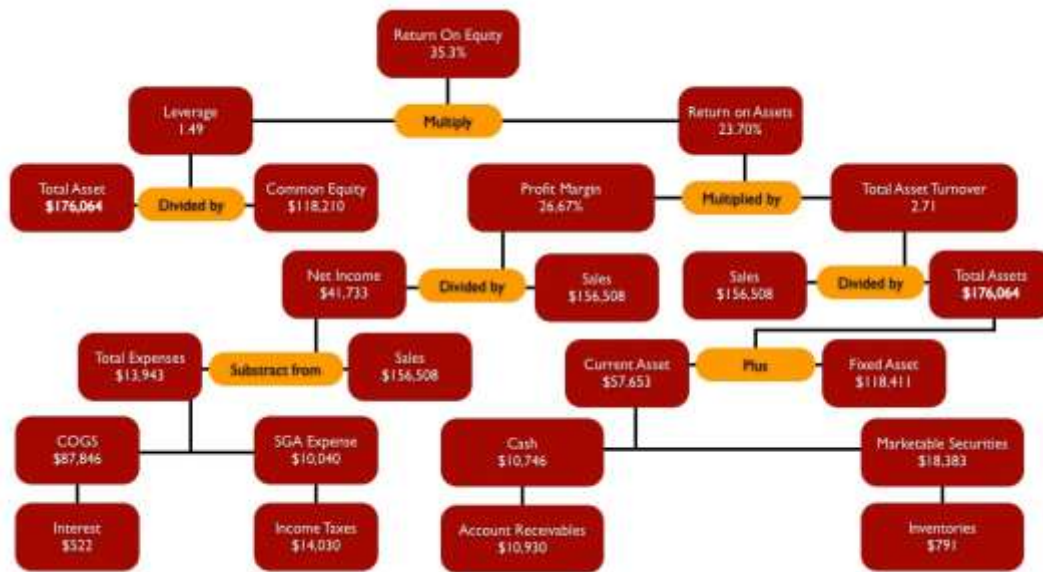 Return On Equity
35.3%
Leverage
1.49
Multiply
Return on Assets
23.70%
Total Asset
$176,064
Divided by
Common Equity
$118,210
Profit Margin
26.67%
Multiplied by
Total Asset Turnover
2.71
Net Income
$41,733
Divided by
Sales
$156,508
Sales
$156,508
Divided by
Total Assets
$176,064
Total Expenses
$13,943
Substract from
Sales
$156,508
Current Asset
$57,653
Plus
Fixed Asset
$118,411
COGS
$87,846
SGA Expense
$10,040
Cash
$10,746
Marketable Securities
$18,383
Interest
$522
Income Taxes
$14,030
Account Receivables
$10,930
Inventories
$791